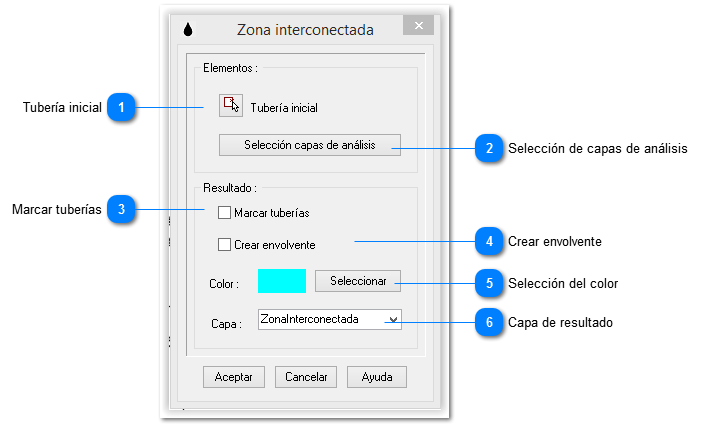 Zona interconectada
Elementos :
Tubería inicial 1
Tubería inicial
Selección capas de análisis
2 Selección de capas de análisis
Resultado :
Marcar tuberías 3
Marcar tuberías
Crear envolvente
4 Crear envolvente
Color :
Seleccionar
5 Selección del color
Capa :
ZonaInterconectada
6 Capa de resultado
Aceptar
Cancelar
Ayuda